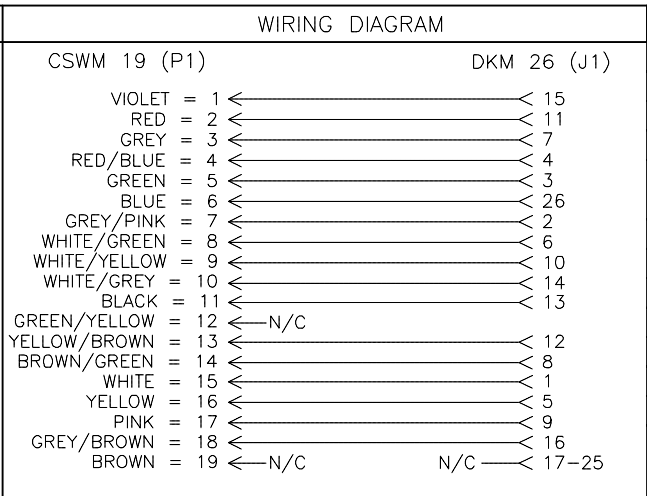 WIRING DIAGRAM
CSWM 19 (P1) DKM 26 (J1)
VIOLET = 1 15
RED = 2 11
GREY = 3 7
RED/BLUE = 4 4
GREEN = 5 3
BLUE = 6 26
GREY/PINK = 7 2
WHITE/GREEN = 8 6
WHITE/YELLOW = 9 10
WHITE/GREY = 10 14
BLACK = 11 13
GREEN/YELLOW = 12 N/C
YELLOW/BROWN = 13 12
BROWN/GREEN = 14 8
WHITE = 15 1
YELLOW = 16 5
PINK = 17 9
GREY/BROWN = 18 16
BROWN = 19 N/C N/C 17-25